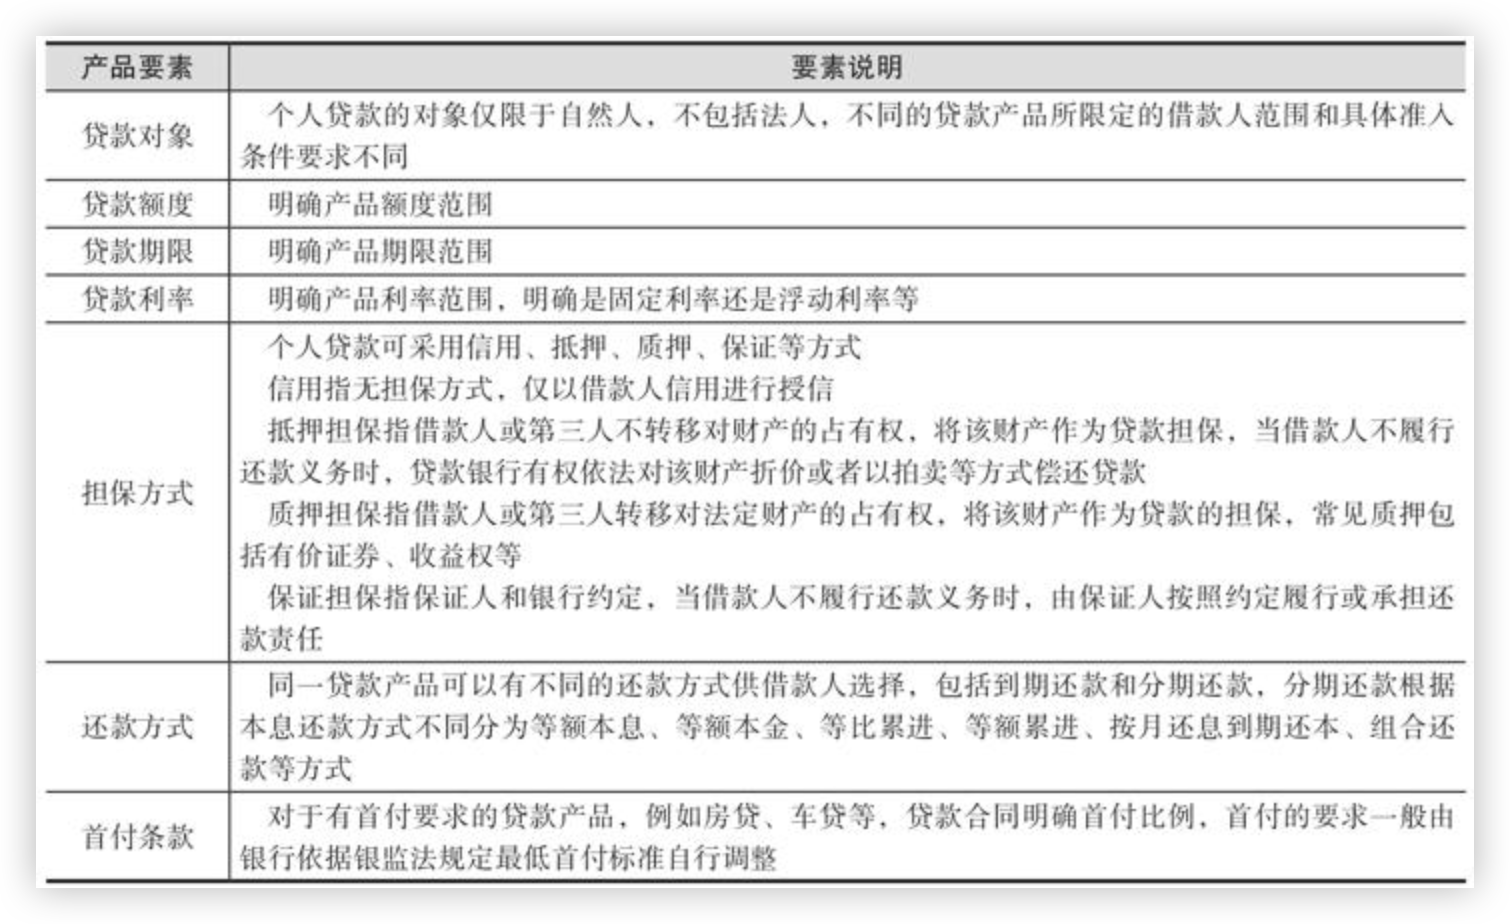 产品要素 要素说明
贷款对象 个人贷款的对象仅限于自然人，不包括法人，不同的贷款产品所限定的借款人范围和具体准入
条件要求不同
贷款额度 明确产品额度范围
贷款期限 明确产品期限范围
贷款利率 明确产品利率范围，明确是固定利率还是浮动利率等
担保方式
个人贷款可采用信用、抵押、质押、保证等方式
信用指无担保方式，仅以借款人信用进行授信
抵押担保指借款人或第三人不转移对财产的占有权，将该财产作为贷款担保，当借款人不履行
还款义务时，贷款银行有权依法对该财产折价或者以拍卖等方式偿还贷款
质押担保指借款人或第三人转移对法定财产的占有权，将该财产作为贷款的担保，常见质押包
括有价证券、收益权等
保证担保指保证人和银行约定，当借款人不履行还款义务时，由保证人按照约定履行或承担还
款责任
还款方式
同一贷款产品可以有不同的还款方式供借款人选择，包括到期还款和分期还款，分期还款根据
本息还款方式不同分为等额本息、等额本金、等比累进、等额累进、按月还息到期还本、组合还
款等方式
首付条款
对于有首付要求的贷款产品，例如房贷、车贷等，贷款合同明确首付比例，首付的要求一般由
银行依据银监法规定最低首付标准自行调整